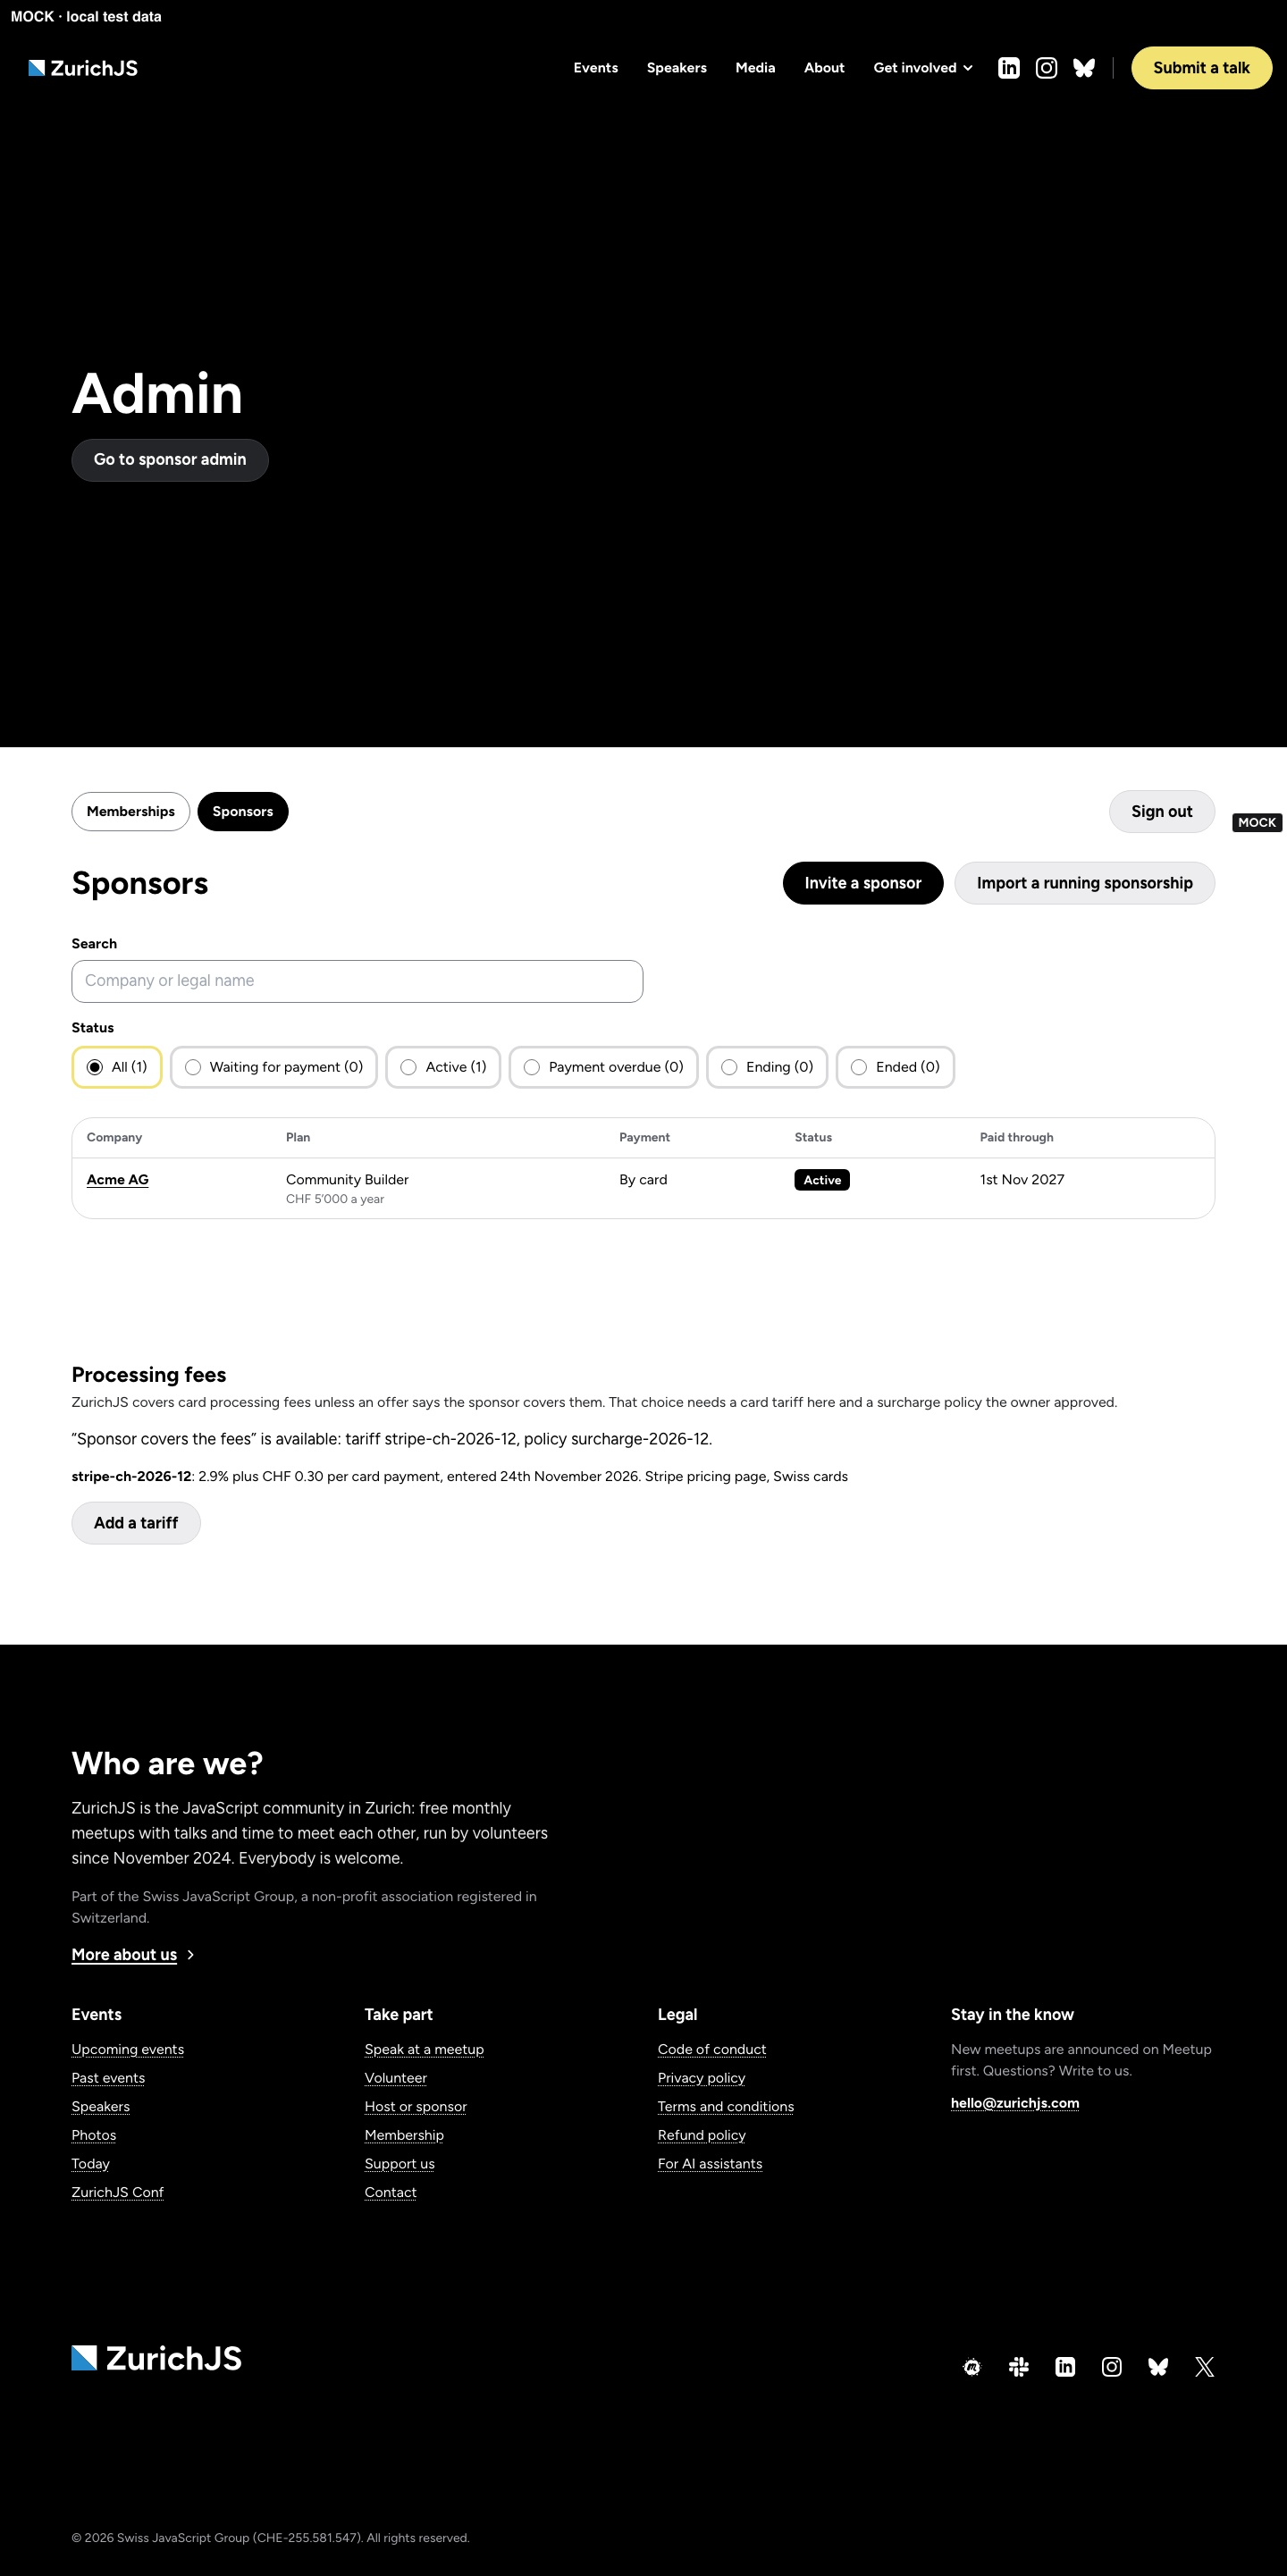 MOCK · local test data
ZurichJS
Events
Speakers
Media
About
Get involved
Submit a talk
Admin
Go to sponsor admin
Memberships
Sponsors
Sign out
MOCK
Sponsors
Invite a sponsor
Import a running sponsorship
Search
Company or legal name
Status
All (1)
Waiting for payment (0)
Active (1)
Payment overdue (0)
Ending (0)
Ended (0)
Company
Plan
Payment
Status
Paid through
Acme AG
Community Builder
CHF 5’000 a year
By card
Active
1st Nov 2027
Processing fees
ZurichJS covers card processing fees unless an offer says the sponsor covers them. That choice needs a card tariff here and a surcharge policy the owner approved.
“Sponsor covers the fees” is available: tariff stripe-ch-2026-12, policy surcharge-2026-12.
stripe-ch-2026-12: 2.9% plus CHF 0.30 per card payment, entered 24th November 2026. Stripe pricing page, Swiss cards
Add a tariff
Who are we?
ZurichJS is the JavaScript community in Zurich: free monthly
meetups with talks and time to meet each other, run by volunteers
since November 2024. Everybody is welcome.
Part of the Swiss JavaScript Group, a non-profit association registered in
Switzerland.
More about us
Events
Upcoming events
Past events
Speakers
Photos
Today
ZurichJS Conf
Take part
Speak at a meetup
Volunteer
Host or sponsor
Membership
Support us
Contact
Legal
Code of conduct
Privacy policy
Terms and conditions
Refund policy
For AI assistants
Stay in the know
New meetups are announced on Meetup
first. Questions? Write to us.
hello@zurichjs.com
ZurichJS
© 2026 Swiss JavaScript Group (CHE-255.581.547). All rights reserved.